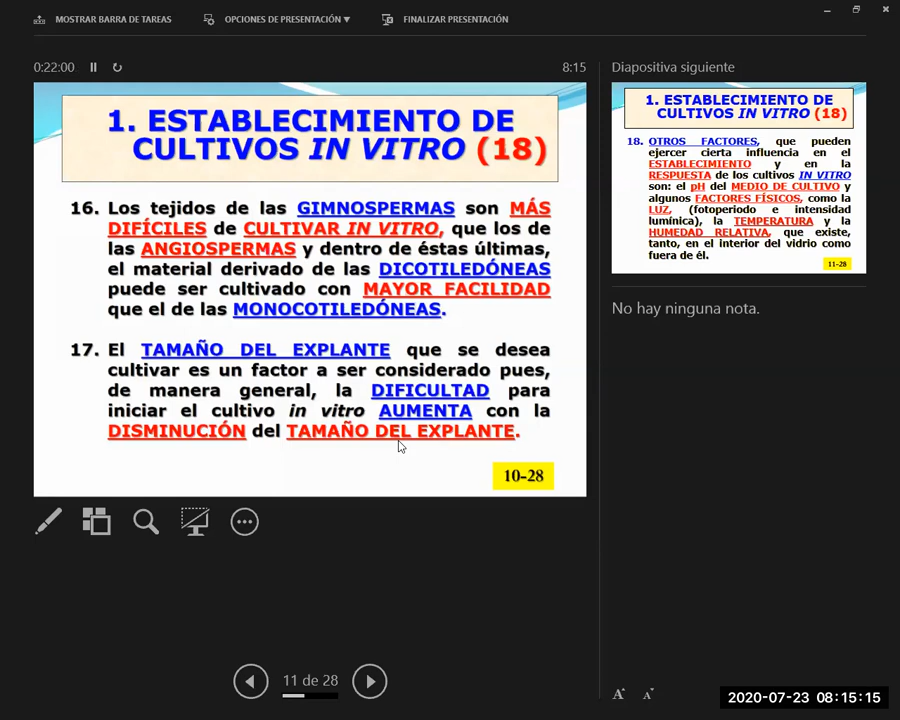 MOSTRAR BARRA DE TAREAS
OPCIONES DE PRESENTACIÓN ▼
FINALIZAR PRESENTACIÓN
0:22:00
8:15
1. ESTABLECIMIENTO DE
CULTIVOS IN VITRO (18)
16. Los tejidos de las GIMNOSPERMAS son MÁS
DIFÍCILES de CULTIVAR IN VITRO, que los de
las ANGIOSPERMAS y dentro de éstas últimas,
el material derivado de las DICOTILEDÓNEAS
puede ser cultivado con MAYOR FACILIDAD
que el de las MONOCOTILEDÓNEAS.
17. El TAMAÑO DEL EXPLANTE que se desea
cultivar es un factor a ser considerado pues,
de manera general, la DIFICULTAD para
iniciar el cultivo in vitro AUMENTA con la
DISMINUCIÓN del TAMAÑO DEL EXPLANTE.
10-28
11 de 28
Diapositiva siguiente
1. ESTABLECIMIENTO DE
CULTIVOS IN VITRO (18)
18. OTROS FACTORES, que pueden
ejercer cierta influencia en el
ESTABLECIMIENTO y en la
RESPUESTA de los cultivos IN VITRO
son: el pH del MEDIO DE CULTIVO y
algunos FACTORES FÍSICOS, como la
LUZ, (fotoperiodo e intensidad
lumínica), la TEMPERATURA y la
HUMEDAD RELATIVA, que existe,
tanto, en el interior del vidrio como
fuera de él.
11-28
No hay ninguna nota.
A A
2020-07-23 08:15:15